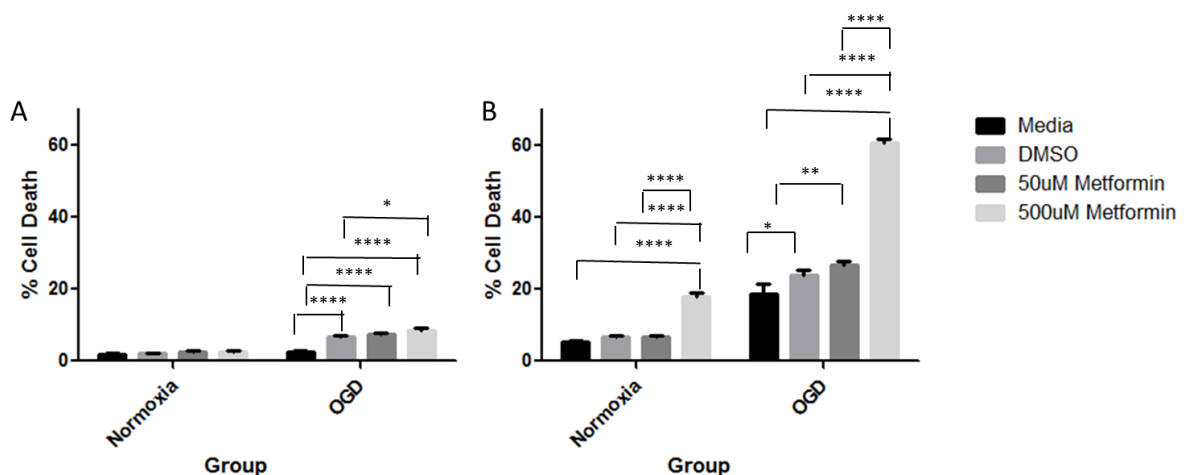 A
% Cell Death
60
40
20
0
*
****
****
****
Normoxia
OGD
Group
B
% Cell Death
60
40
20
0
****
****
****
****
****
****
**
*
Normoxia
OGD
Group
Media
DMSO
50uM Metformin
500uM Metformin